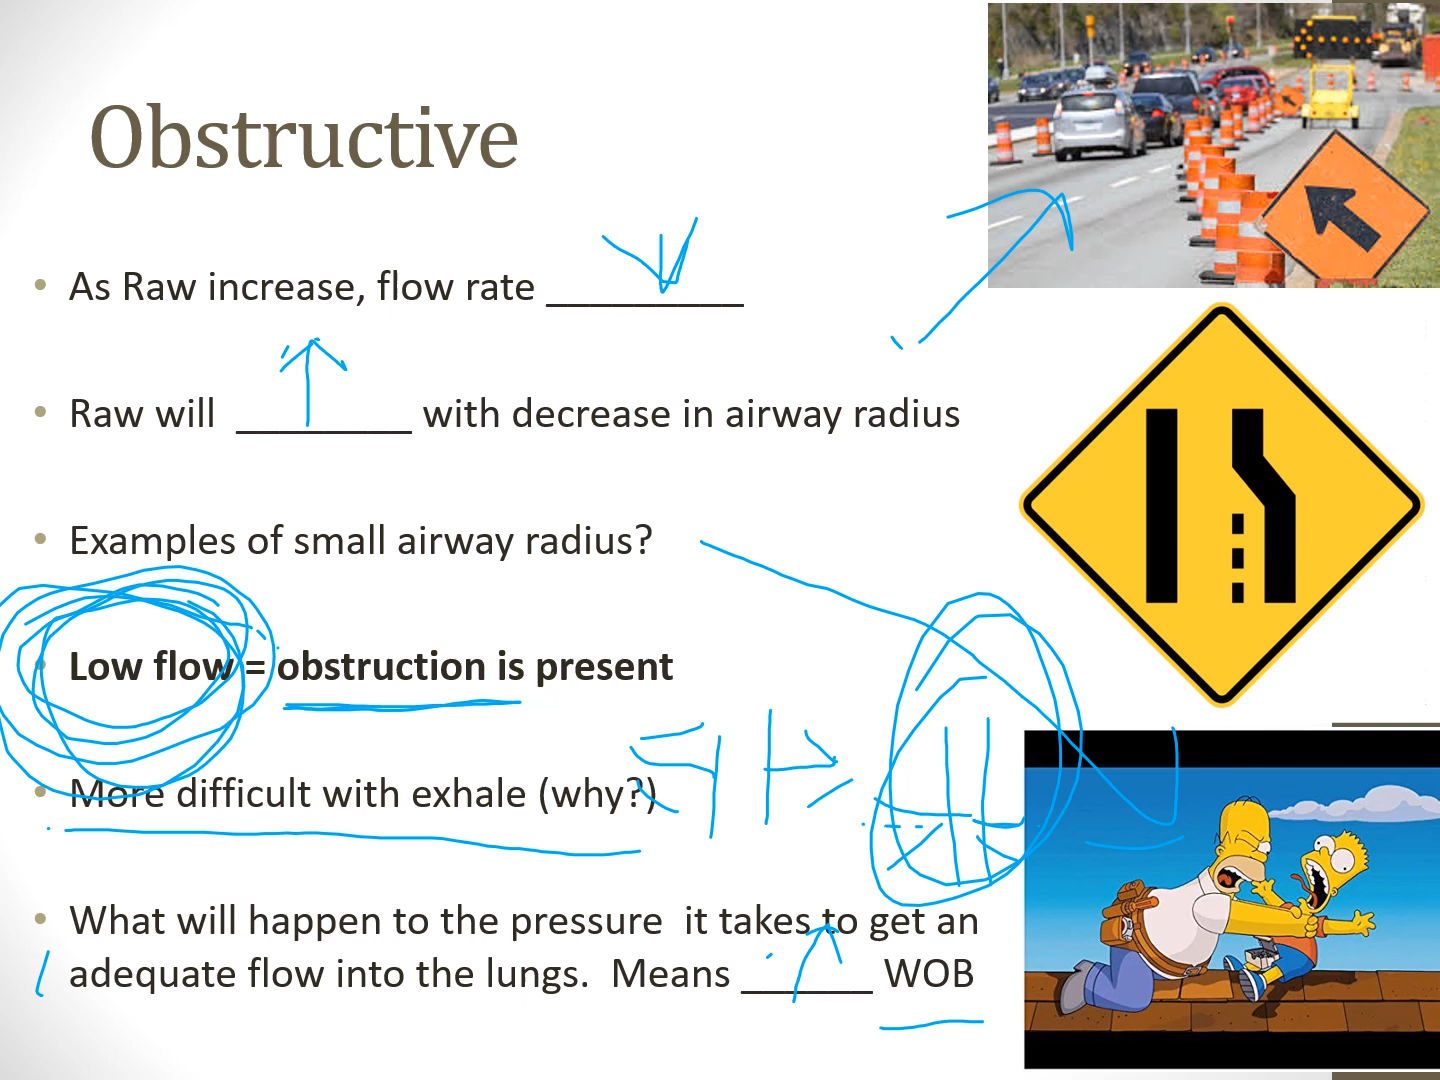 Obstructive
• As Raw increase, flow rate _________
• Raw will ________ with decrease in airway radius
• Examples of small airway radius?
• Low flow = obstruction is present
• More difficult with exhale (why?)
• What will happen to the pressure it takes to get an
adequate flow into the lungs. Means ______ WOB